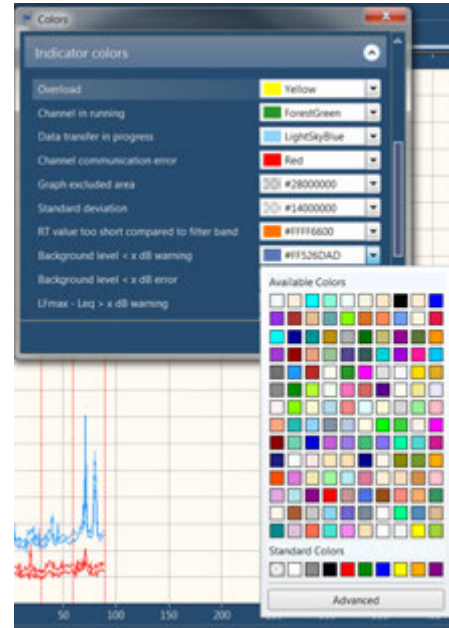 Colors
Indicator colors
Overload
Yellow
Channel in running
ForestGreen
Data transfer in progress
LightSkyBlue
Channel communication error
Red
Graph excluded area
#28000000
Standard deviation
#14000000
RT value too short compared to filter band
#FFFF6600
Background level < x dB warning
#FF526DAD
Background level < x dB error
LFmax - Leq > x dB warning
Available Colors
Standard Colors
Advanced
50 100 150 200